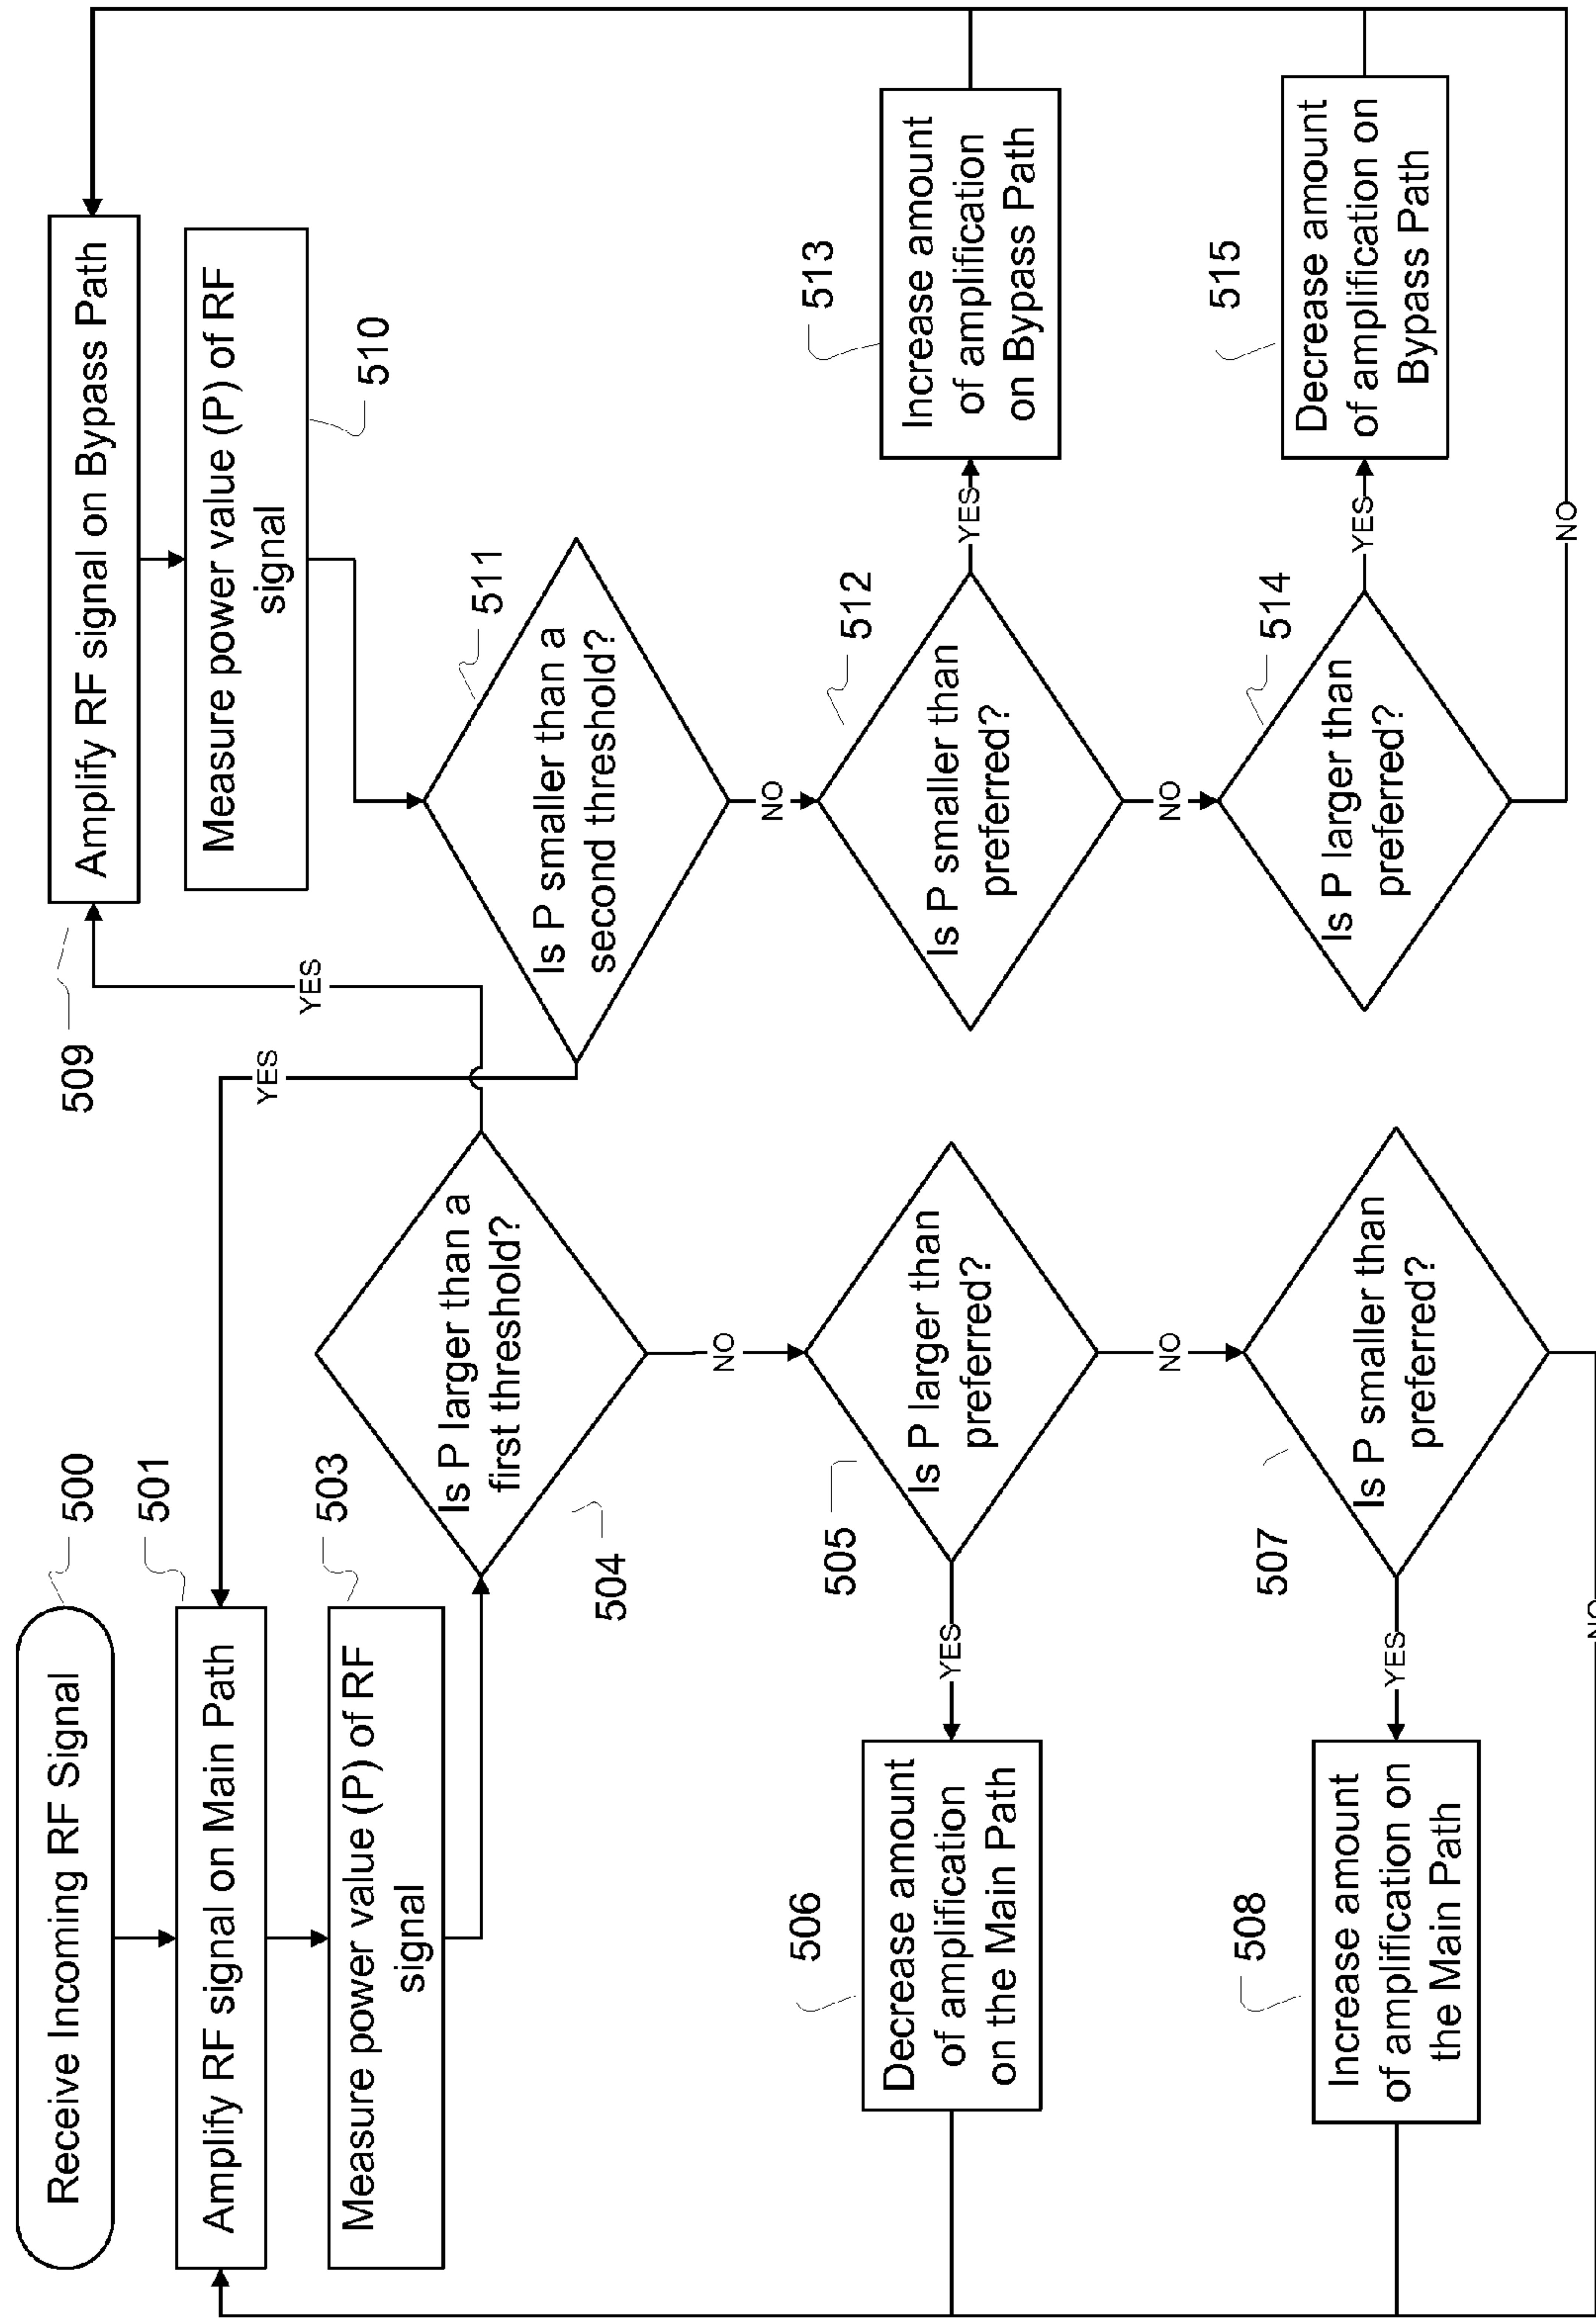 Receive Incoming RF Signal
500
Amplify RF signal on Main Path
501
Measure power value (P) of RF
signal
503
Is P larger than a
first threshold?
504
YES
NO
Is P larger than
preferred?
505
YES
Decrease amount
of amplification
on the Main Path
506
NO
Is P smaller than
preferred?
507
YES
Increase amount
of amplification on
the Main Path
508
NO
Amplify RF signal on Bypass Path
509
Measure power value (P) of RF
signal
510
Is P smaller than a
second threshold?
511
YES
NO
Is P smaller than
preferred?
512
YES
Increase amount
of amplification
on Bypass Path
513
NO
Is P larger than
preferred?
514
YES
Decrease amount
of amplification on
Bypass Path
515
NO